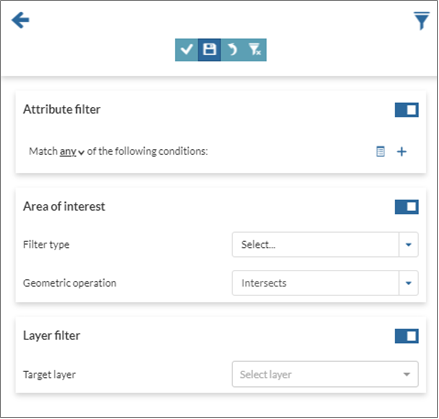 Attribute filter
Match any of the following conditions:
Area of interest
Filter type Select...
Geometric operation Intersects
Layer filter
Target layer Select layer